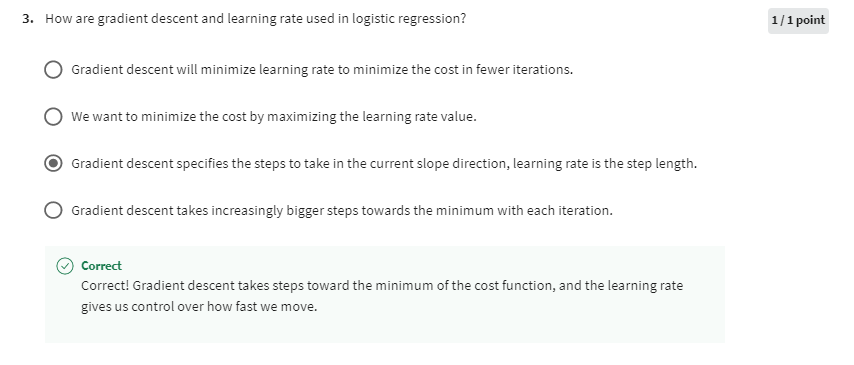 3. How are gradient descent and learning rate used in logistic regression?
1 / 1 point
Gradient descent will minimize learning rate to minimize the cost in fewer iterations.
We want to minimize the cost by maximizing the learning rate value.
Gradient descent specifies the steps to take in the current slope direction, learning rate is the step length.
Gradient descent takes increasingly bigger steps towards the minimum with each iteration.
Correct
Correct! Gradient descent takes steps toward the minimum of the cost function, and the learning rate
gives us control over how fast we move.